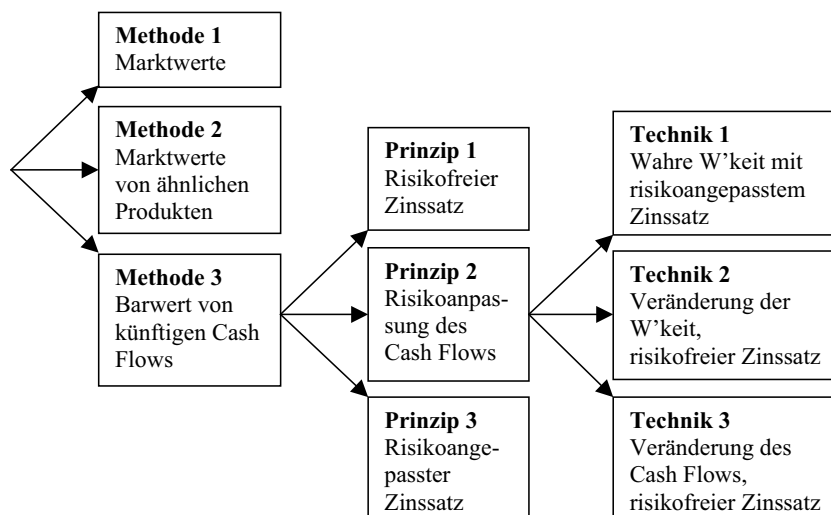 Methode 1
Marktwerte
Methode 2
Marktwerte
von ähnlichen
Produkten
Methode 3
Barwert von
künftigen Cash
Flows
Prinzip 1
Risikofreier
Zinssatz
Prinzip 2
Risikoanpas-
sung des
Cash Flows
Prinzip 3
Risikoange-
passter
Zinssatz
Technik 1
Wahre W'keit mit
risikoangepasstem
Zinssatz
Technik 2
Veränderung der
W'keit,
risikofreier Zinssatz
Technik 3
Veränderung des
Cash Flows,
risikofreier Zinssatz